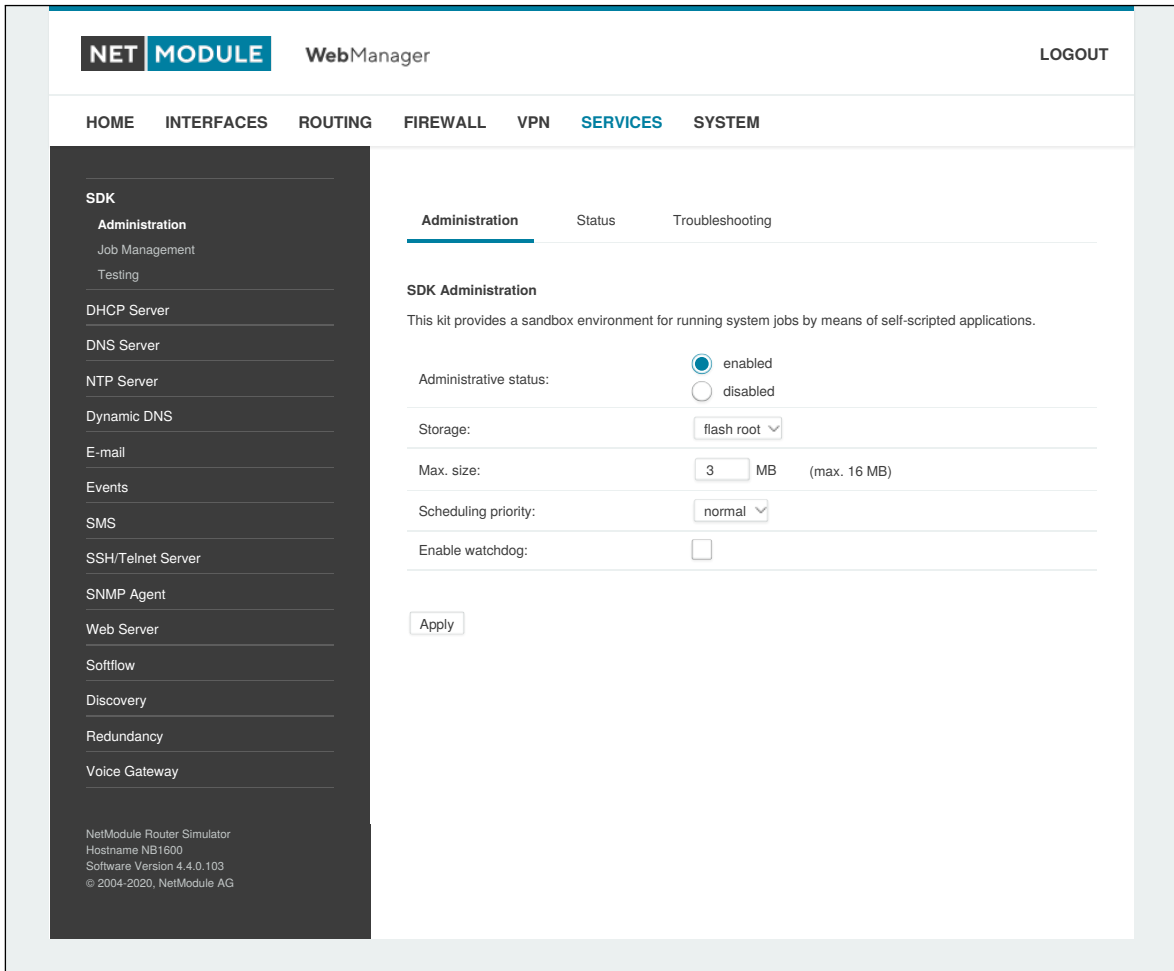 NET MODULE WebManager LOGOUT
HOME INTERFACES ROUTING FIREWALL VPN SERVICES SYSTEM
SDK
Administration
Job Management
Testing
DHCP Server
DNS Server
NTP Server
Dynamic DNS
E-mail
Events
SMS
SSH/Telnet Server
SNMP Agent
Web Server
Softflow
Discovery
Redundancy
Voice Gateway
NetModule Router Simulator
Hostname NB1600
Software Version 4.4.0.103
© 2004-2020, NetModule AG
Administration Status Troubleshooting
SDK Administration
This kit provides a sandbox environment for running system jobs by means of self-scripted applications.
Administrative status:
enabled
disabled
Storage: flash root
Max. size: 3 MB (max. 16 MB)
Scheduling priority: normal
Enable watchdog:
Apply